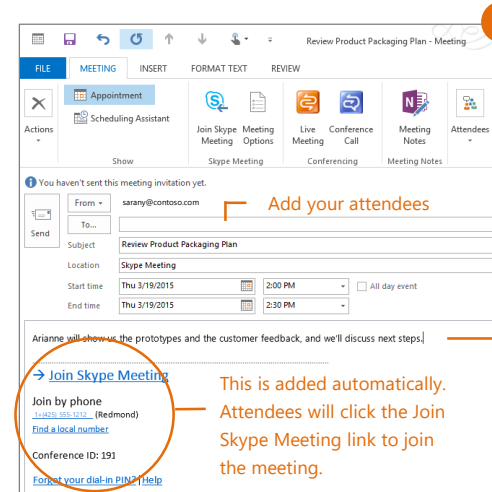 Review Product Packaging Plan - Meeting
FILE MEETING INSERT FORMAT TEXT REVIEW
Actions
Appointment
Scheduling Assistant
Show
Join Skype Meeting
Meeting Options
Skype Meeting
Live Meeting
Conference Call
Conferencing
Meeting Notes
Meeting Notes
Attendees
You haven't sent this meeting invitation yet.
Send
From sarany@contoso.com
Add your attendees
To...
Subject Review Product Packaging Plan
Location Skype Meeting
Start time Thu 3/19/2015 2:00 PM All day event
End time Thu 3/19/2015 2:30 PM
Arianne will show us the prototypes and the customer feedback, and we'll discuss next steps.
→ Join Skype Meeting
Join by phone
1+(425) 555-1212 (Redmond)
Find a local number
Conference ID: 191
Forgot your dial-in PIN? | Help
This is added automatically.
Attendees will click the Join
Skype Meeting link to join
the meeting.